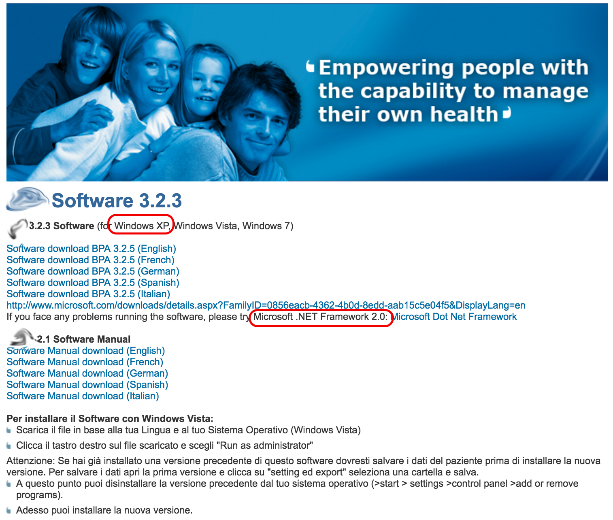 Empowering people with
the capability to manage
their own health
Software 3.2.3
3.2.3 Software (for Windows XP, Windows Vista, Windows 7)
Software download BPA 3.2.5 (English)
Software download BPA 3.2.5 (French)
Software download BPA 3.2.5 (German)
Software download BPA 3.2.5 (Spanish)
Software download BPA 3.2.5 (Italian)
http://www.microsoft.com/downloads/details.aspx?FamilyID=0856eacb-4362-4b0d-8edd-aab15c5e04f5&DisplayLang=en
If you face any problems running the software, please try Microsoft .NET Framework 2.0: Microsoft Dot Net Framework
2.1 Software Manual
Software Manual download (English)
Software Manual download (French)
Software Manual download (German)
Software Manual download (Spanish)
Software Manual download (Italian)
Per installare il Software con Windows Vista:
Scarica il file in base alla tua Lingua e al tuo Sistema Operativo (Windows Vista)
Clicca il tastro destro sul file scaricato e scegli "Run as administrator"
Attenzione: Se hai già installato una versione precedente di questo software dovresti salvare i dati del paziente prima di installare la nuova
versione. Per salvare i dati apri la prima versione e clicca su "setting ed export" seleziona una cartella e salva.
A questo punto puoi disinstallare la versione precedente dal tuo sistema operativo (>start > settings >control panel >add or remove
programs).
Adesso puoi installare la nuova versione.